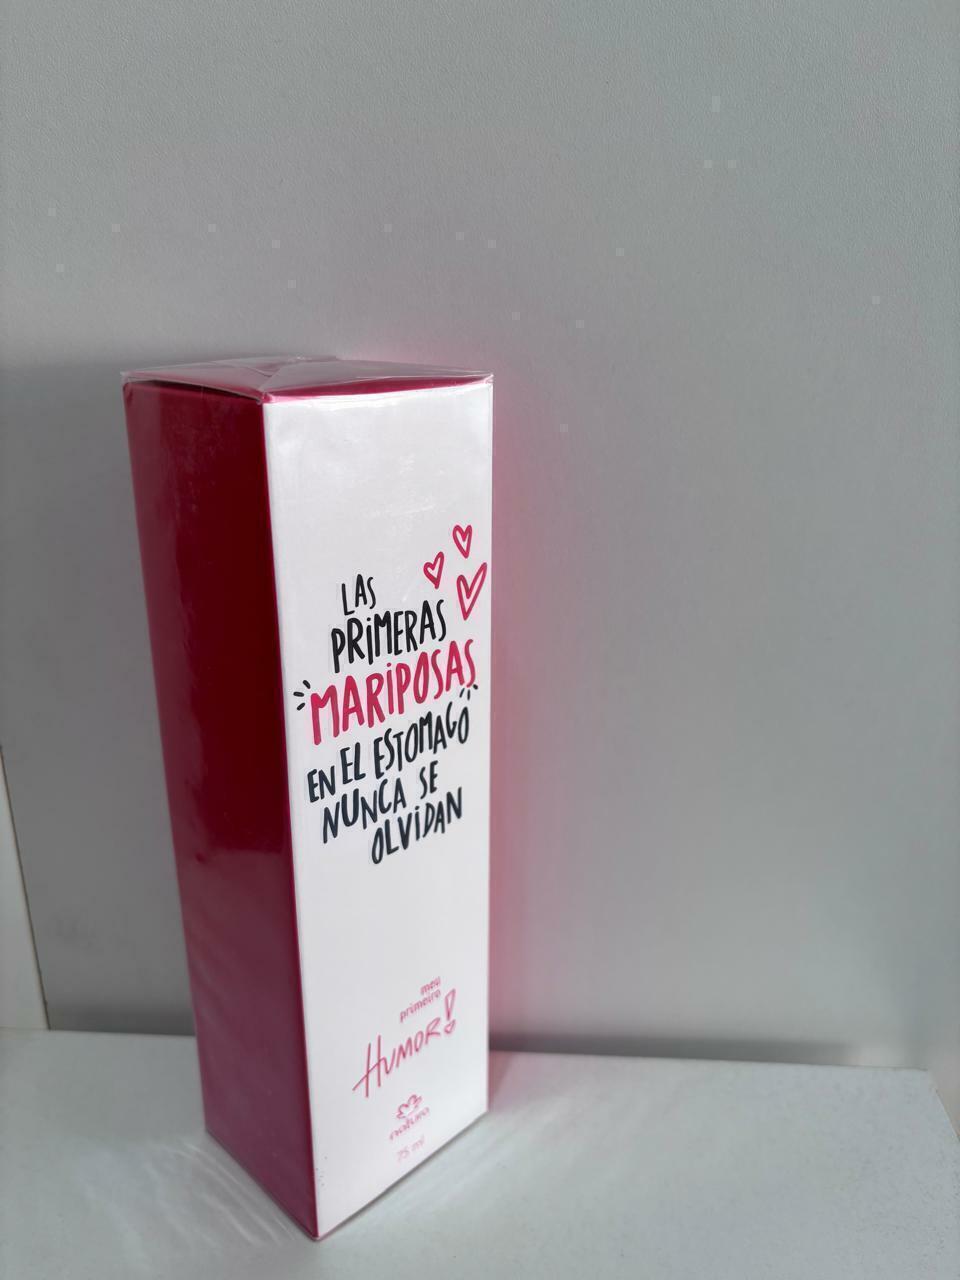 LAS
PRIMERAS
MARIPOSAS
EN EL ESTOMAGO
NUNCA SE
OLVIDAN
meu
primeiro
HUMOR!
natura
75 ml